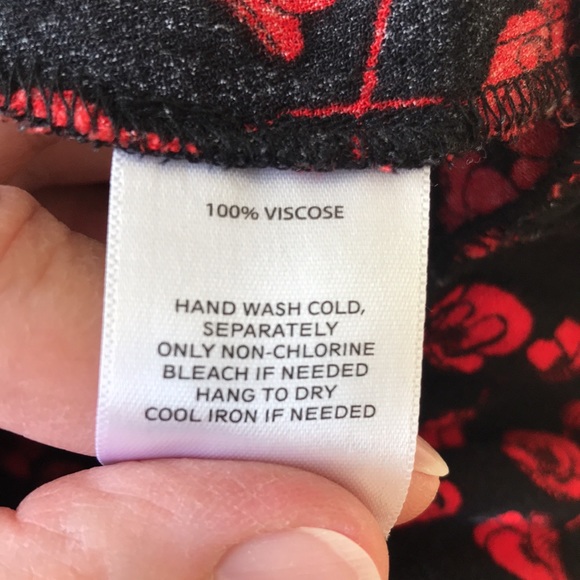 100% VISCOSE
HAND WASH COLD,
SEPARATELY
ONLY NON-CHLORINE
BLEACH IF NEEDED
HANG TO DRY
COOL IRON IF NEEDED